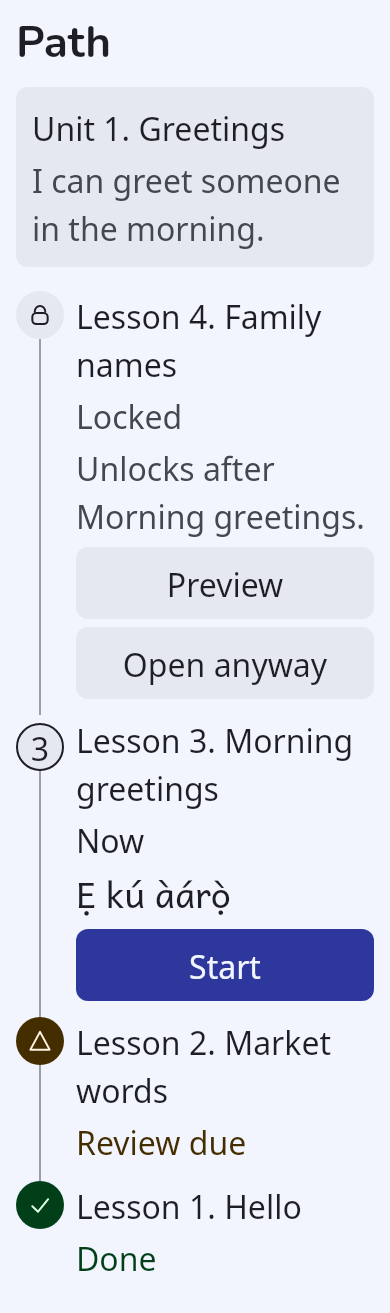 Path
Unit 1. Greetings
I can greet someone
in the morning.
Lesson 4. Family
names
Locked
Unlocks after
Morning greetings.
Preview
Open anyway
3
Lesson 3. Morning
greetings
Now
Ẹ kú àárọ̀
Start
Lesson 2. Market
words
Review due
Lesson 1. Hello
Done